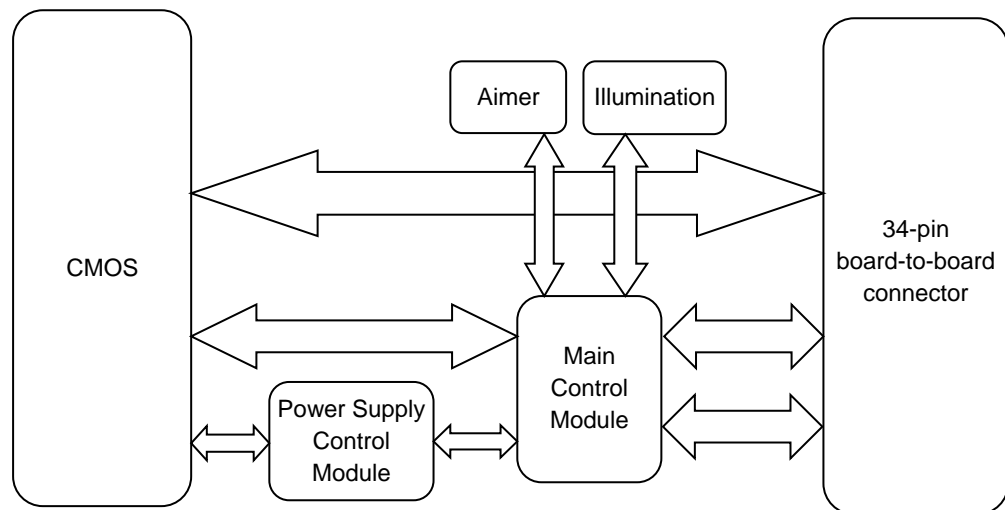 Aimer
Illumination
CMOS
34-pin
board-to-board
connector
Main
Control
Module
Power Supply
Control
Module